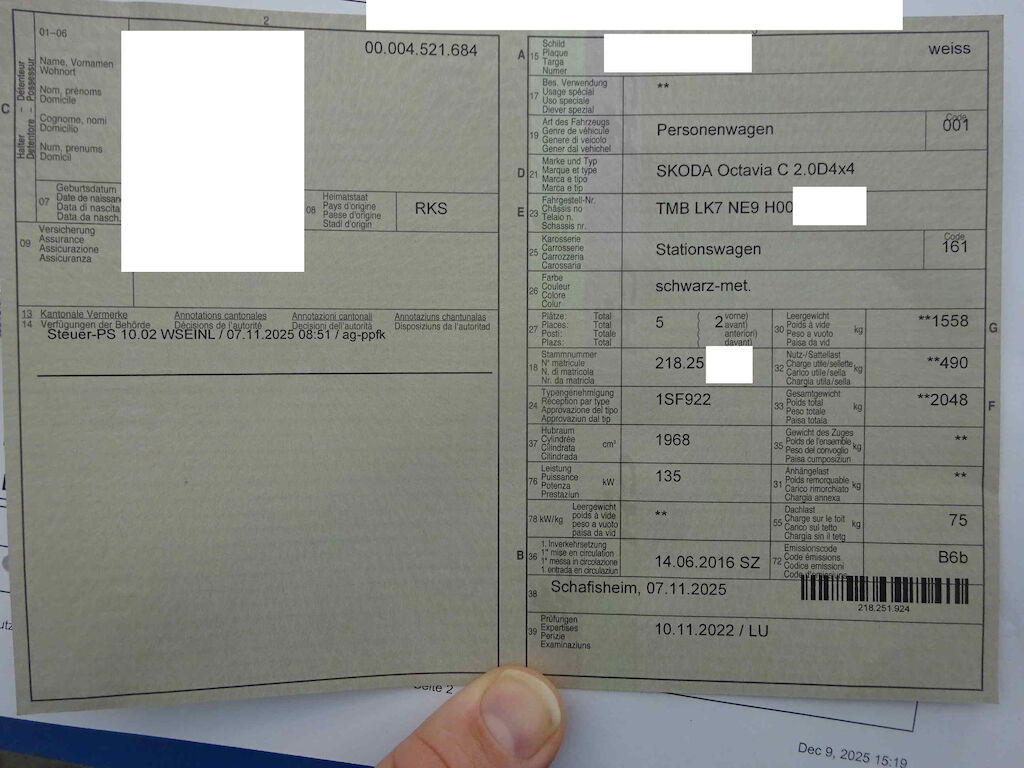 2
01–06
00.004.521.684
C
Halter – Détenteur
Detentore – Possessur
Name, Vornamen
Wohnort
Nom, prénoms
Domicile
Cognome, nomi
Domicilio
Num, prenums
Domicil
07
Geburtsdatum
Date de naissan
Data di nascita
Data da nasch.
08
Heimatstaat
Pays d'origine
Paese d'origine
Stadi d'origin
RKS
09
Versicherung
Assurance
Assicurazione
Assicuranza
13 Kantonale Vermerke Annotations cantonales Annotazioni cantonali Annotaziuns chantunalas
14 Verfügungen der Behörde Décisions de l'autorité Decisioni dell'autorità Disposiziuns da l'autoritad
Steuer-PS 10.02 WSEINL / 07.11.2025 08:51 / ag-ppfk
A 15
Schild
Plaque
Targa
Numer
weiss
17
Bes. Verwendung
Usage spécial
Uso speciale
Diever spezial
**
19
Art des Fahrzeugs
Genre de véhicule
Genere di veicolo
Gener dal vehichel
Personenwagen
Code
001
D 21
Marke und Typ
Marque et type
Marca e tipo
Marca e tip
SKODA Octavia C 2.0D4x4
E 23
Fahrgestell-Nr.
Châssis no
Telaio n.
Schassis nr.
TMB LK7 NE9 H00
25
Karosserie
Carrosserie
Carrozzeria
Carossaria
Stationswagen
Code
161
26
Farbe
Couleur
Colore
Colur
schwarz-met.
27
Plätze: Total
Places: Total
Posti: Totale
Plazs: Total
5
( 2 vorne)
( avant)
( anteriori)
( davant)
30
Leergewicht
Poids à vide
Peso a vuoto
Paisa da vid
kg
**1558
G
18
Stammnummer
N° matricule
N. di matricola
Nr. da matricla
218.25
32
Nutz-/Sattellast
Charge utile/sellette
Carico utile/sella
Chargia utila/sella
kg
**490
24
Typengenehmigung
Réception par type
Approvazione del tipo
Approvaziun dal tip
1SF922
33
Gesamtgewicht
Poids total
Peso totale
Paisa totala
kg
**2048
F
37
Hubraum
Cylindrée
Cilindrata
Cilindrada
cm³
1968
35
Gewicht des Zuges
Poids de l'ensemble
Peso del convoglio
Paisa cumposiziun
kg
**
76
Leistung
Puissance
Potenza
Prestaziun
kW
135
31
Anhängelast
Poids remorquable
Carico rimorchiato
Chargia annexa
kg
**
78 kW/kg
Leergewicht
poids à vide
peso a vuoto
paisa da vid
**
55
Dachlast
Charge sur le toit
Carico sul tetto
Chargia sin il tetg
kg
75
B 36
1. Inverkehrsetzung
1re mise en circulation
1a messa in circolazione
1. entrada en circulaziun
14.06.2016 SZ
72
Emissionscode
Code émissions
Codice emissioni
Code d'emissiuns
B6b
38
Schafisheim, 07.11.2025
218.251.924
39
Prüfungen
Expertises
Perizie
Examinaziuns
10.11.2022 / LU
Seite 2
Dec 9, 2025 15:19